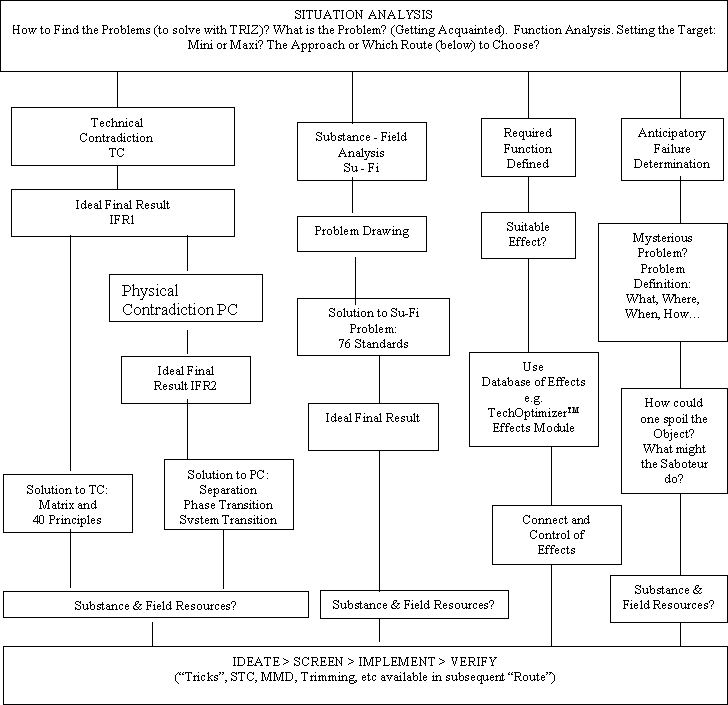 SITUATION ANALYSIS
How to Find the Problems (to solve with TRIZ)? What is the Problem? (Getting Acquainted).  Function Analysis. Setting the Target:
Mini or Maxi? The Approach or Which Route (below) to Choose?
Technical
Contradiction
TC
Ideal Final Result
IFR1
Physical
Contradiction PC
Ideal Final
Result IFR2
Solution to TC:
Matrix and
40 Principles
Solution to PC:
Separation
Phase Transition
System Transition
Substance & Field Resources?
Substance - Field
Analysis
Su - Fi
Problem Drawing
Solution to Su-Fi
Problem:
76 Standards
Ideal Final Result
Substance & Field Resources?
Required
Function
Defined
Suitable
Effect?
Use
Database of Effects
e.g.
TechOptimizer™
Effects Module
Connect and
Control of
Effects
Anticipatory
Failure
Determination
Mysterious
Problem?
Problem
Definition:
What, Where,
When, How…
How could
one spoil the
Object?
What might
the Saboteur
do?
Substance &
Field Resources?
IDEATE > SCREEN > IMPLEMENT > VERIFY
(“Tricks”, STC, MMD, Trimming, etc available in subsequent “Route”)